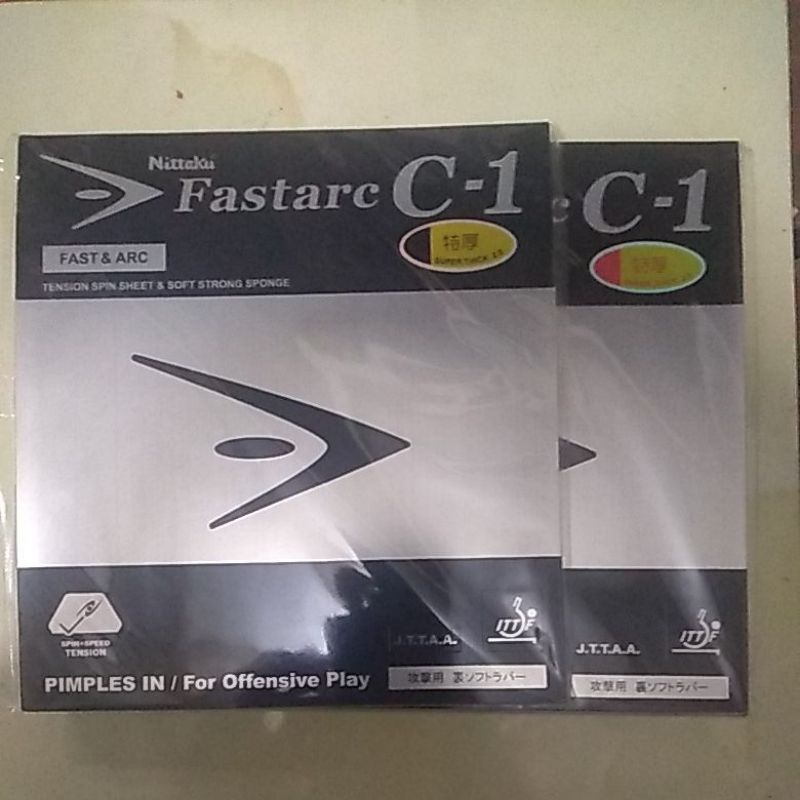 Nittaku
Fastarc C-1
特厚
SUPER THICK
FAST & ARC
TENSION SPIN SHEET & SOFT STRONG SPONGE
SPIN+SPEED
TENSION
J.T.T.A.A.
ITTF
PIMPLES IN / For Offensive Play
攻撃用 裏ソフトラバー
c C-1
特厚
J.T.T.A.A.
ITTF
攻撃用 裏ソフトラバー